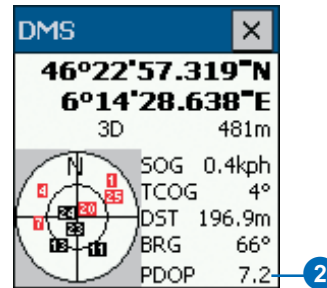 DMS
46°22'57.319"N
6°14'28.638"E
3D 481m
N SOG 0.4kph
4 1 25 TCOG 4°
7 24 20 DST 196.9m
23 BRG 66°
13 11 PDOP 7.2 2